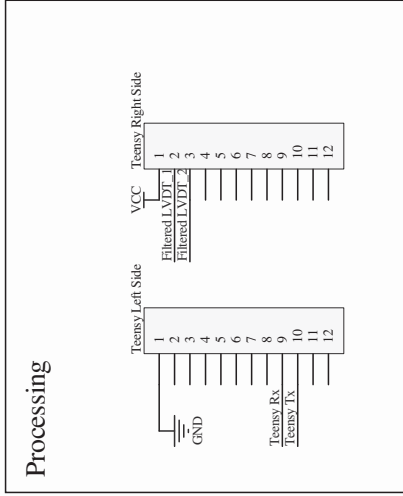 Processing
Teensy Left Side
1
2
3
4
5
6
7
8
9
10
11
12
GND
Teensy Rx
Teensy Tx
Teensy Right Side
VCC
1
2
3
4
5
6
7
8
9
10
11
12
Filtered LVDT_1
Filtered LVDT_2